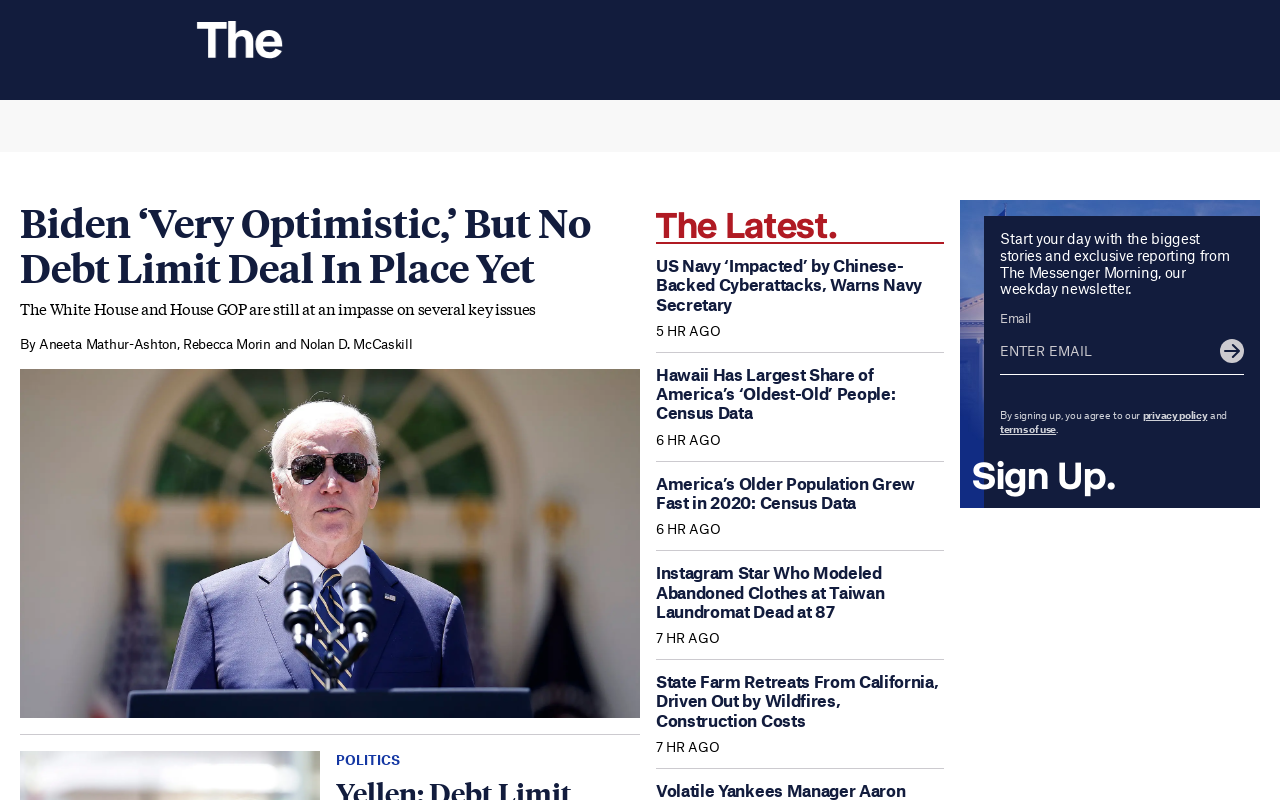 The
Biden ‘Very Optimistic,’ But No
Debt Limit Deal In Place Yet
The White House and House GOP are still at an impasse on several key issues
By Aneeta Mathur-Ashton, Rebecca Morin and Nolan D. McCaskill
POLITICS
Yellen: Debt Limit
The Latest.
US Navy ‘Impacted’ by Chinese-
Backed Cyberattacks, Warns Navy
Secretary
5 HR AGO
Hawaii Has Largest Share of
America’s ‘Oldest-Old’ People:
Census Data
6 HR AGO
America’s Older Population Grew
Fast in 2020: Census Data
6 HR AGO
Instagram Star Who Modeled
Abandoned Clothes at Taiwan
Laundromat Dead at 87
7 HR AGO
State Farm Retreats From California,
Driven Out by Wildfires,
Construction Costs
7 HR AGO
Volatile Yankees Manager Aaron
Start your day with the biggest
stories and exclusive reporting from
The Messenger Morning, our
weekday newsletter.
Email
ENTER EMAIL
By signing up, you agree to our privacy policy and
terms of use.
Sign Up.